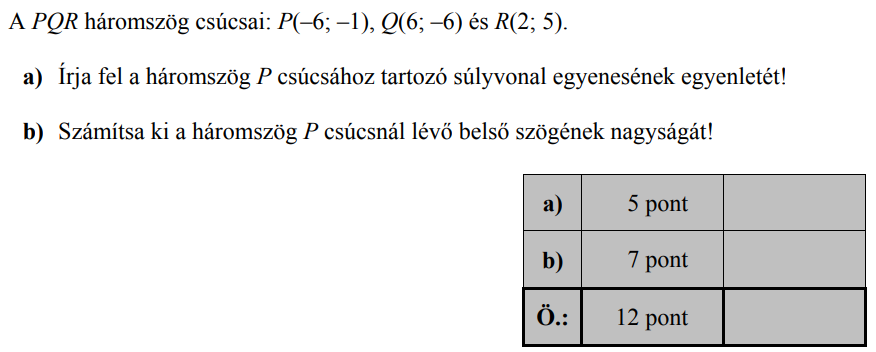 A PQR háromszög csúcsai: P(–6; –1), Q(6; –6) és R(2; 5).
a) Írja fel a háromszög P csúcsához tartozó súlyvonal egyenesének egyenletét!
b) Számítsa ki a háromszög P csúcsnál lévő belső szögének nagyságát!
a) 5 pont
b) 7 pont
Ö.: 12 pont